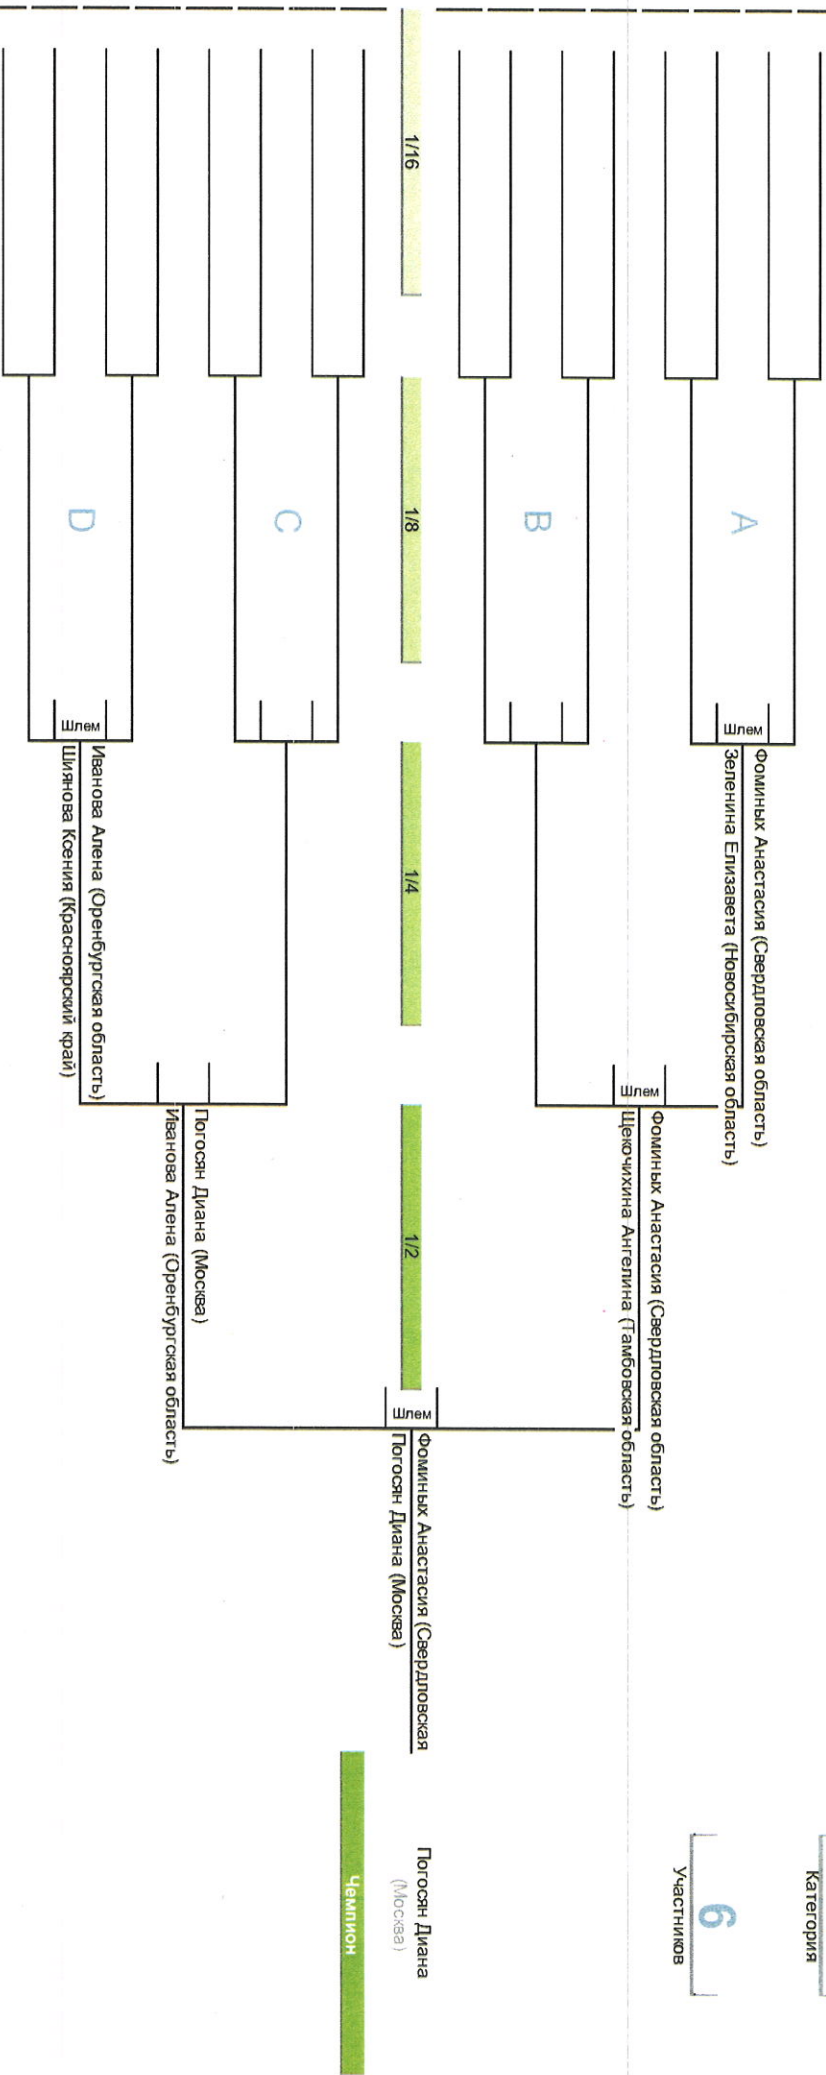 Категория
6
Участников
1/16
1/8
1/4
1/2
A
B
C
D
Шлем
Фоминых Анастасия (Свердловская область)
Зеленина Елизавета (Новосибирская область)
Шлем
Иванова Алена (Оренбургская область)
Шиянова Ксения (Красноярский край)
Шлем
Фоминых Анастасия (Свердловская область)
Щекочихина Ангелина (Тамбовская область)
Погосян Диана (Москва)
Иванова Алена (Оренбургская область)
Шлем
Фоминых Анастасия (Свердловская
Погосян Диана (Москва)
Погосян Диана
(Москва)
Чемпион